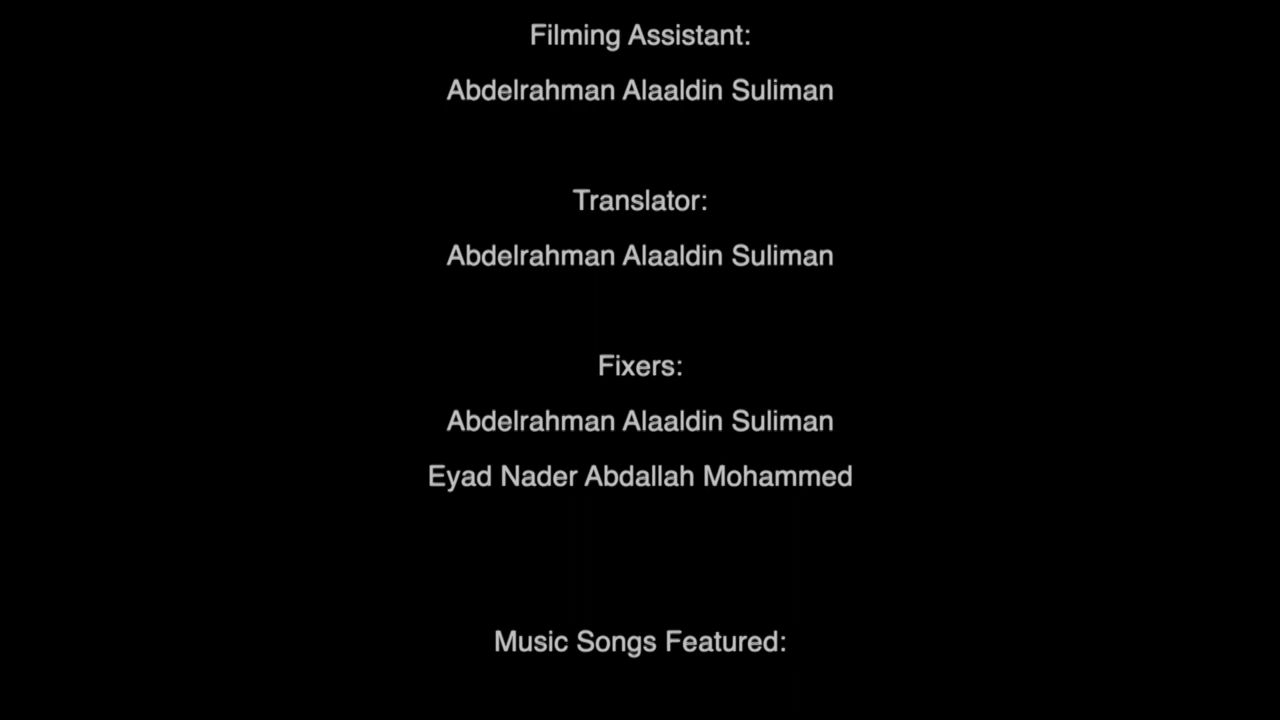 Filming Assistant:
Abdelrahman Alaaldin Suliman
Translator:
Abdelrahman Alaaldin Suliman
Fixers:
Abdelrahman Alaaldin Suliman
Eyad Nader Abdallah Mohammed
Music Songs Featured: